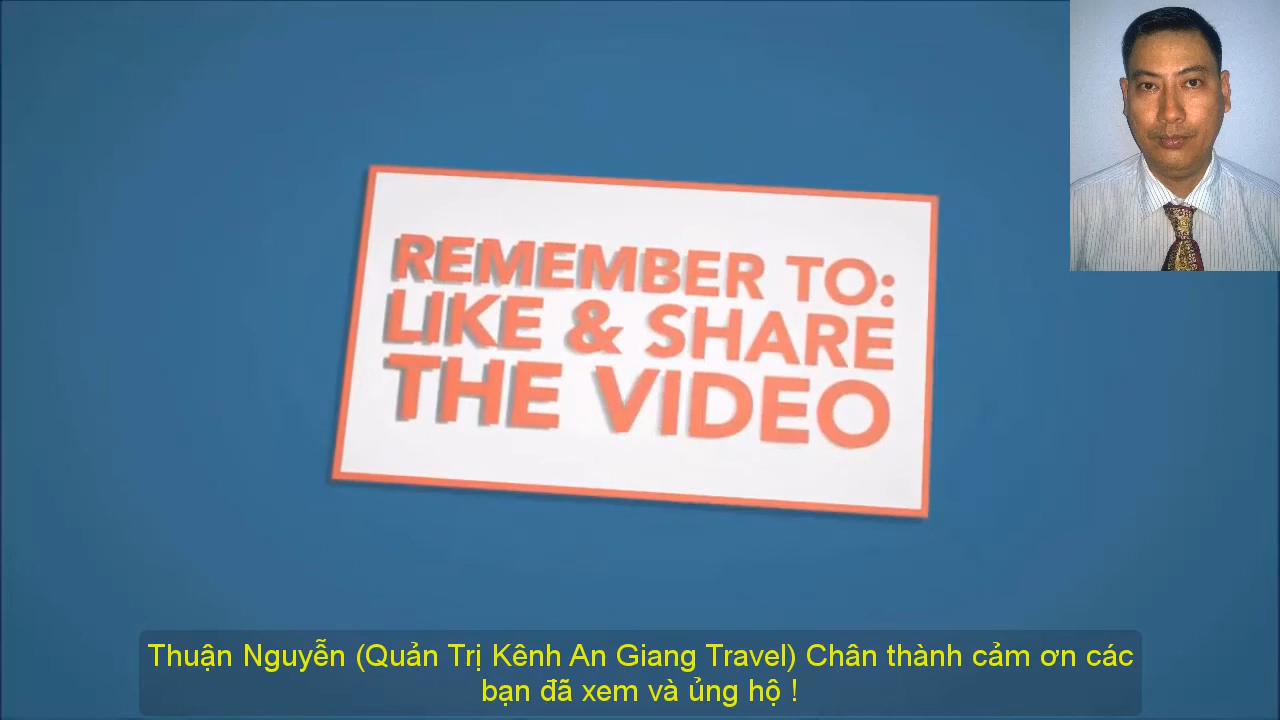 REMEMBER TO:
LIKE & SHARE
THE VIDEO
Thuận Nguyễn (Quản Trị Kênh An Giang Travel) Chân thành cảm ơn các
bạn đã xem và ủng hộ !